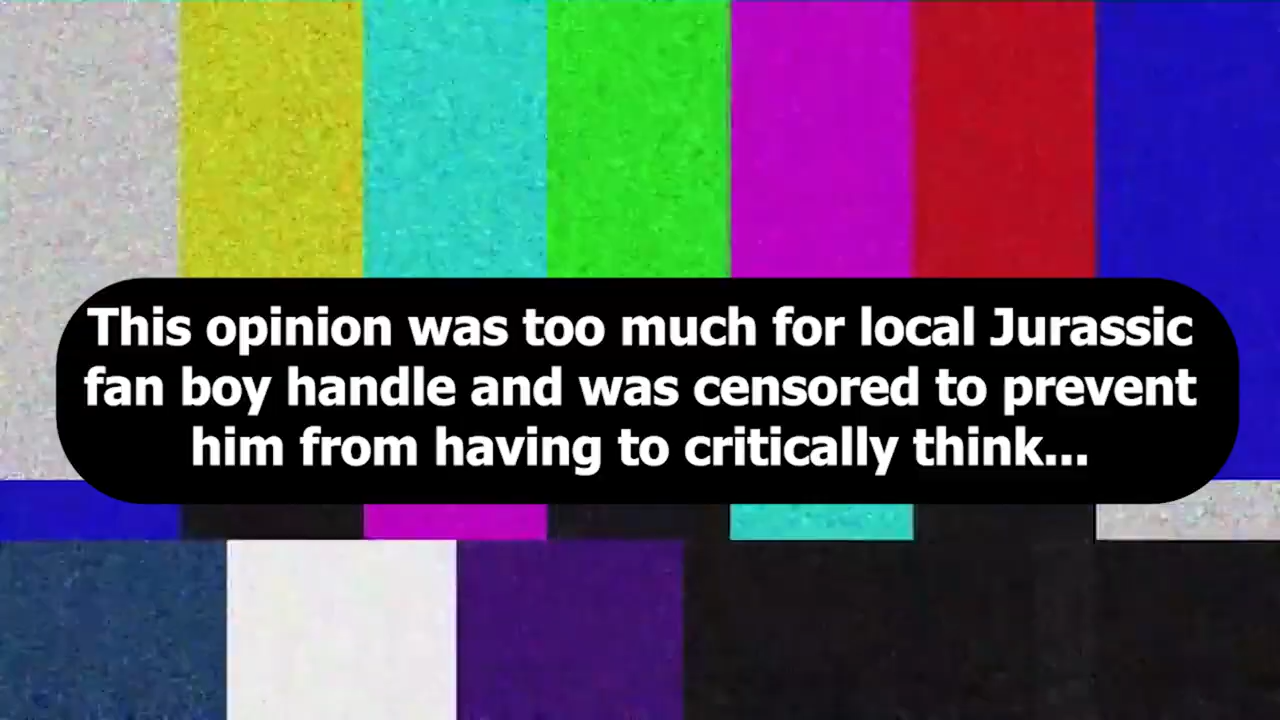 This opinion was too much for local Jurassic
fan boy handle and was censored to prevent
him from having to critically think...